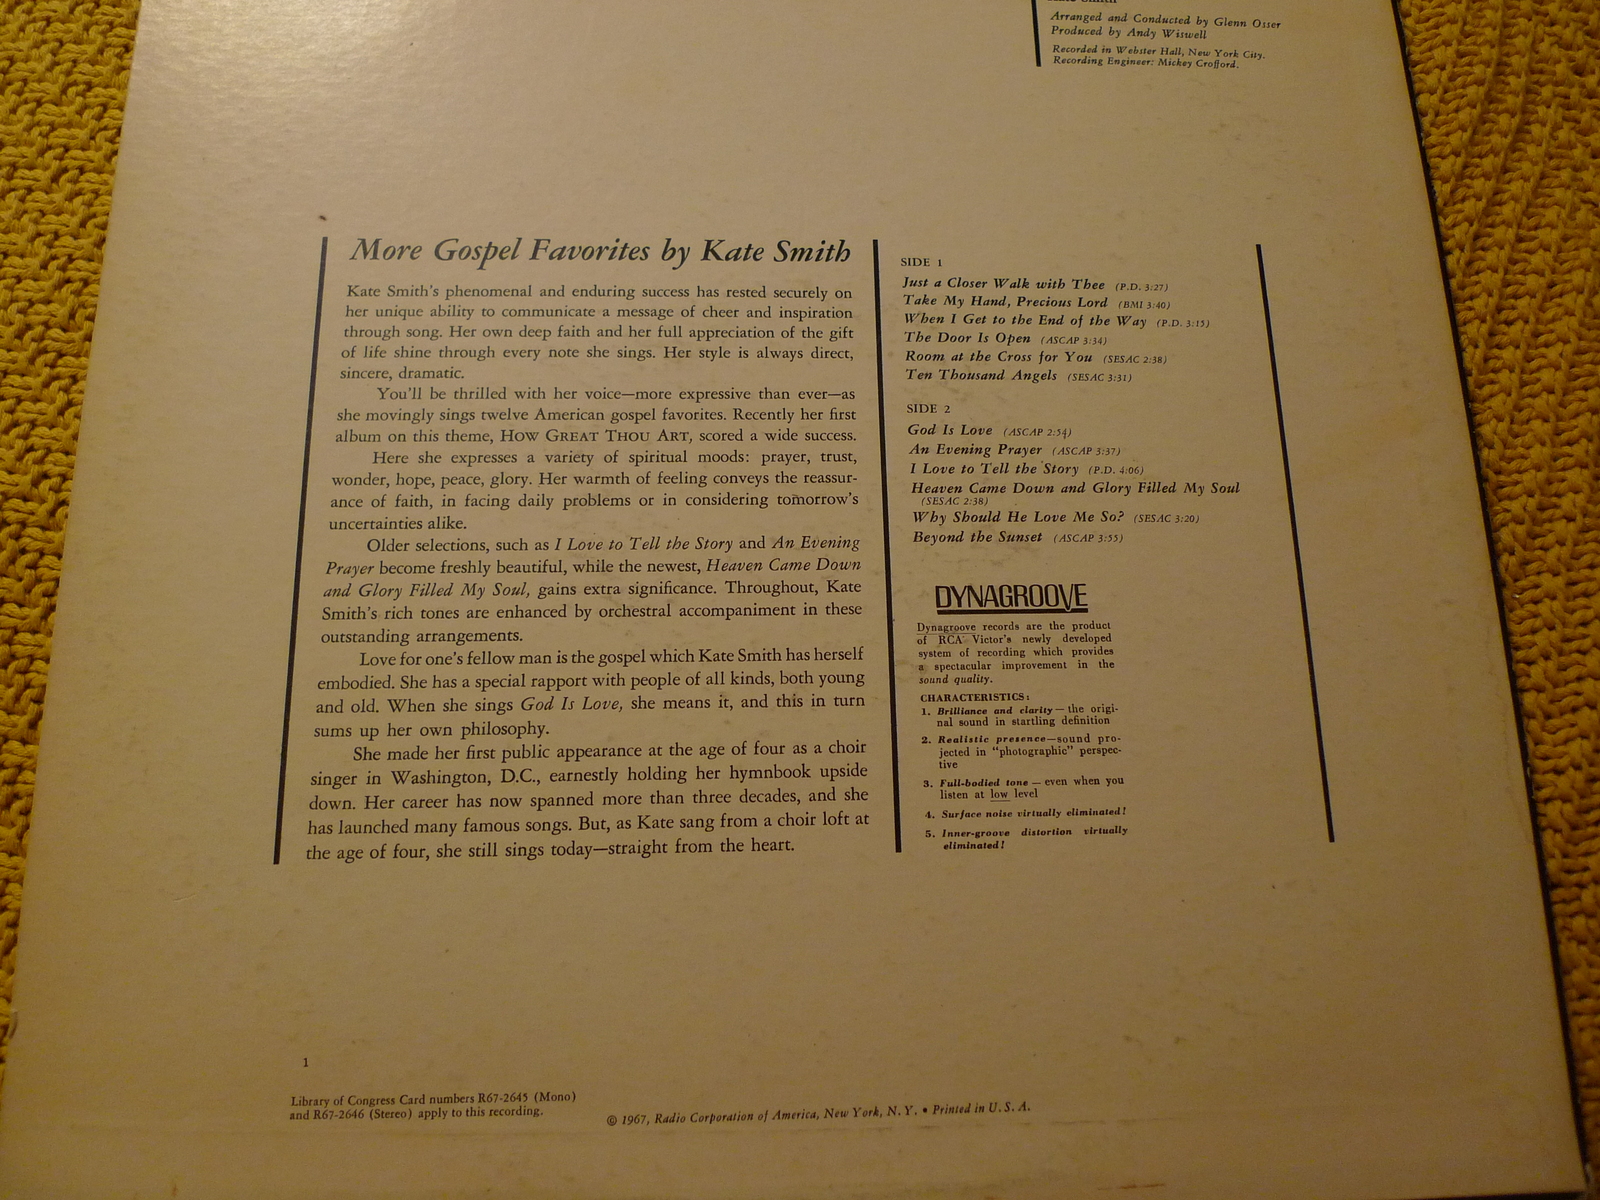 Arranged and Conducted by Glenn Osser
Produced by Andy Wiswell
Recorded in Webster Hall, New York City.
Recording Engineer: Mickey Crofford.
More Gospel Favorites by Kate Smith
Kate Smith's phenomenal and enduring success has rested securely on
her unique ability to communicate a message of cheer and inspiration
through song. Her own deep faith and her full appreciation of the gift
of life shine through every note she sings. Her style is always direct,
sincere, dramatic.
You'll be thrilled with her voice—more expressive than ever—as
she movingly sings twelve American gospel favorites. Recently her first
album on this theme, HOW GREAT THOU ART, scored a wide success.
Here she expresses a variety of spiritual moods: prayer, trust,
wonder, hope, peace, glory. Her warmth of feeling conveys the reassur-
ance of faith, in facing daily problems or in considering tomorrow's
uncertainties alike.
Older selections, such as I Love to Tell the Story and An Evening
Prayer become freshly beautiful, while the newest, Heaven Came Down
and Glory Filled My Soul, gains extra significance. Throughout, Kate
Smith's rich tones are enhanced by orchestral accompaniment in these
outstanding arrangements.
Love for one's fellow man is the gospel which Kate Smith has herself
embodied. She has a special rapport with people of all kinds, both young
and old. When she sings God Is Love, she means it, and this in turn
sums up her own philosophy.
She made her first public appearance at the age of four as a choir
singer in Washington, D.C., earnestly holding her hymnbook upside
down. Her career has now spanned more than three decades, and she
has launched many famous songs. But, as Kate sang from a choir loft at
the age of four, she still sings today—straight from the heart.
SIDE 1
Just a Closer Walk with Thee (P.D. 3:27)
Take My Hand, Precious Lord (BMI 3:40)
When I Get to the End of the Way (P.D. 3:15)
The Door Is Open (ASCAP 3:34)
Room at the Cross for You (SESAC 2:38)
Ten Thousand Angels (SESAC 3:31)
SIDE 2
God Is Love (ASCAP 2:54)
An Evening Prayer (ASCAP 3:37)
I Love to Tell the Story (P.D. 4:06)
Heaven Came Down and Glory Filled My Soul
(SESAC 2:38)
Why Should He Love Me So? (SESAC 3:20)
Beyond the Sunset (ASCAP 3:55)
DYNAGROOVE
Dynagroove records are the product
of RCA Victor's newly developed
system of recording which provides
a spectacular improvement in the
sound quality.
CHARACTERISTICS:
1. Brilliance and clarity—the origi-
nal sound in startling definition
2. Realistic presence—sound pro-
jected in "photographic" perspec-
tive
3. Full-bodied tone—even when you
listen at low level
4. Surface noise virtually eliminated!
5. Inner-groove distortion virtually
eliminated!
1
Library of Congress Card numbers R67-2645 (Mono)
and R67-2646 (Stereo) apply to this recording.
© 1967, Radio Corporation of America, New York, N. Y. • Printed in U. S. A.